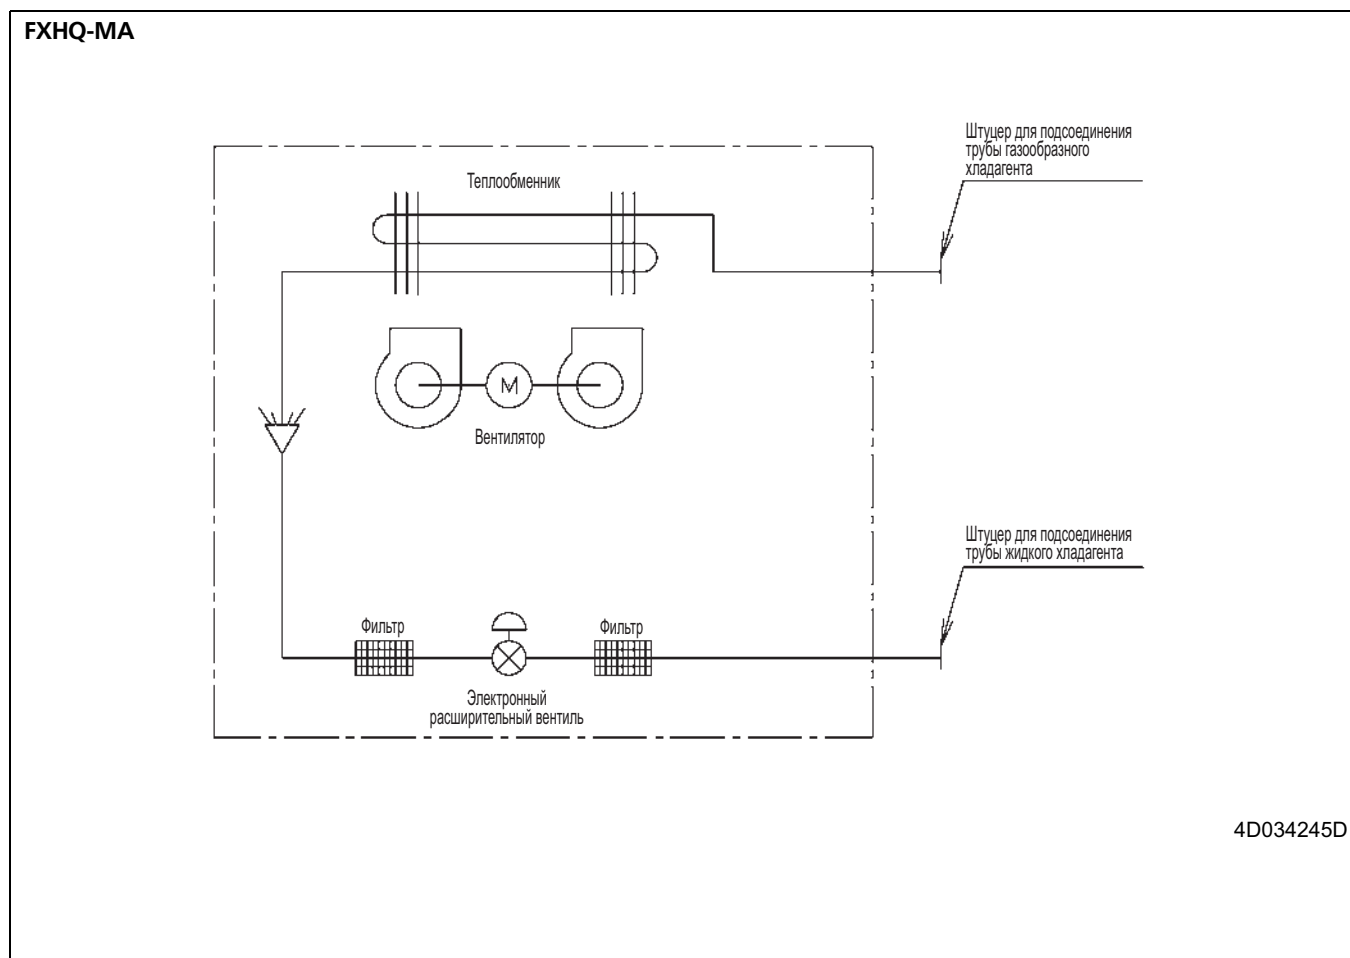 FXHQ-MA
Штуцер для подсоединения
трубы газообразного
хладагента
Теплообменник
M
Вентилятор
Штуцер для подсоединения
трубы жидкого хладагента
Фильтр
Фильтр
Электронный
расширительный вентиль
4D034245D